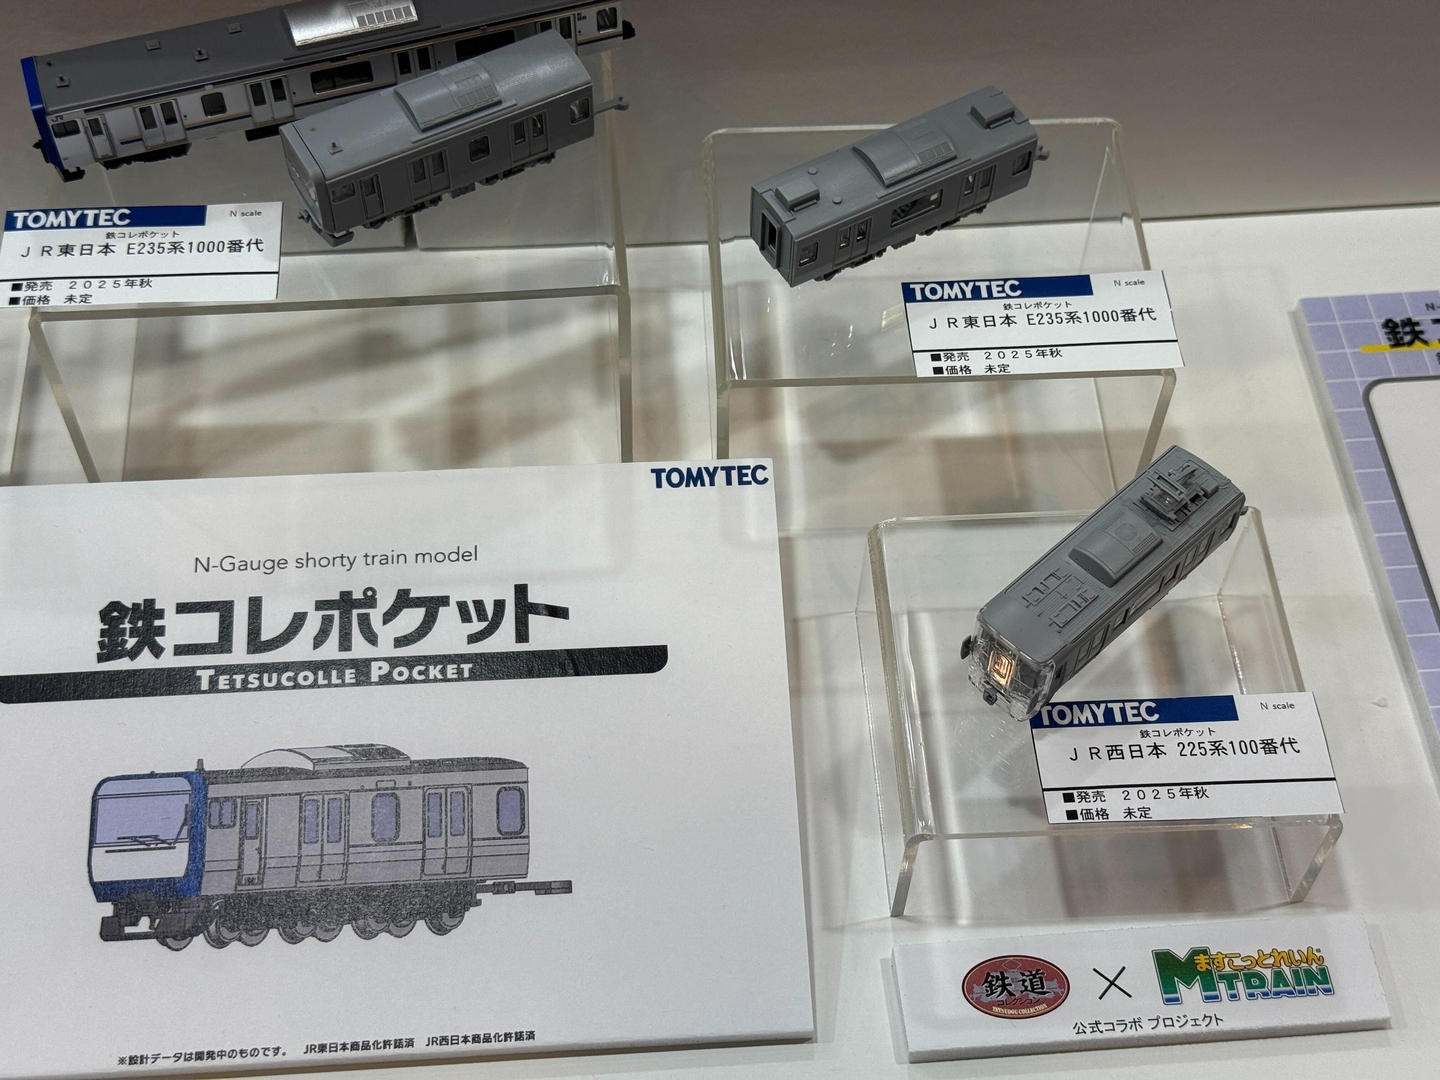 TOMYTEC N scale
鉄コレポケット
JR東日本 E235系1000番代
■発売 2025年秋
■価格 未定
TOMYTEC N scale
鉄コレポケット
JR東日本 E235系1000番代
■発売 2025年秋
■価格 未定
TOMYTEC
N-Gauge shorty train model
鉄コレポケット
TETSUCOLLE POCKET
※設計データは開発中のものです。 JR東日本商品化許諾済 JR西日本商品化許諾済
TOMYTEC N scale
鉄コレポケット
JR西日本 225系100番代
■発売 2025年秋
■価格 未定
鉄道
コレクション
TETSUDOU COLLECTION
×
ますこっとれいん
MTRAIN
公式コラボ プロジェクト
N-
鉄コ
JR